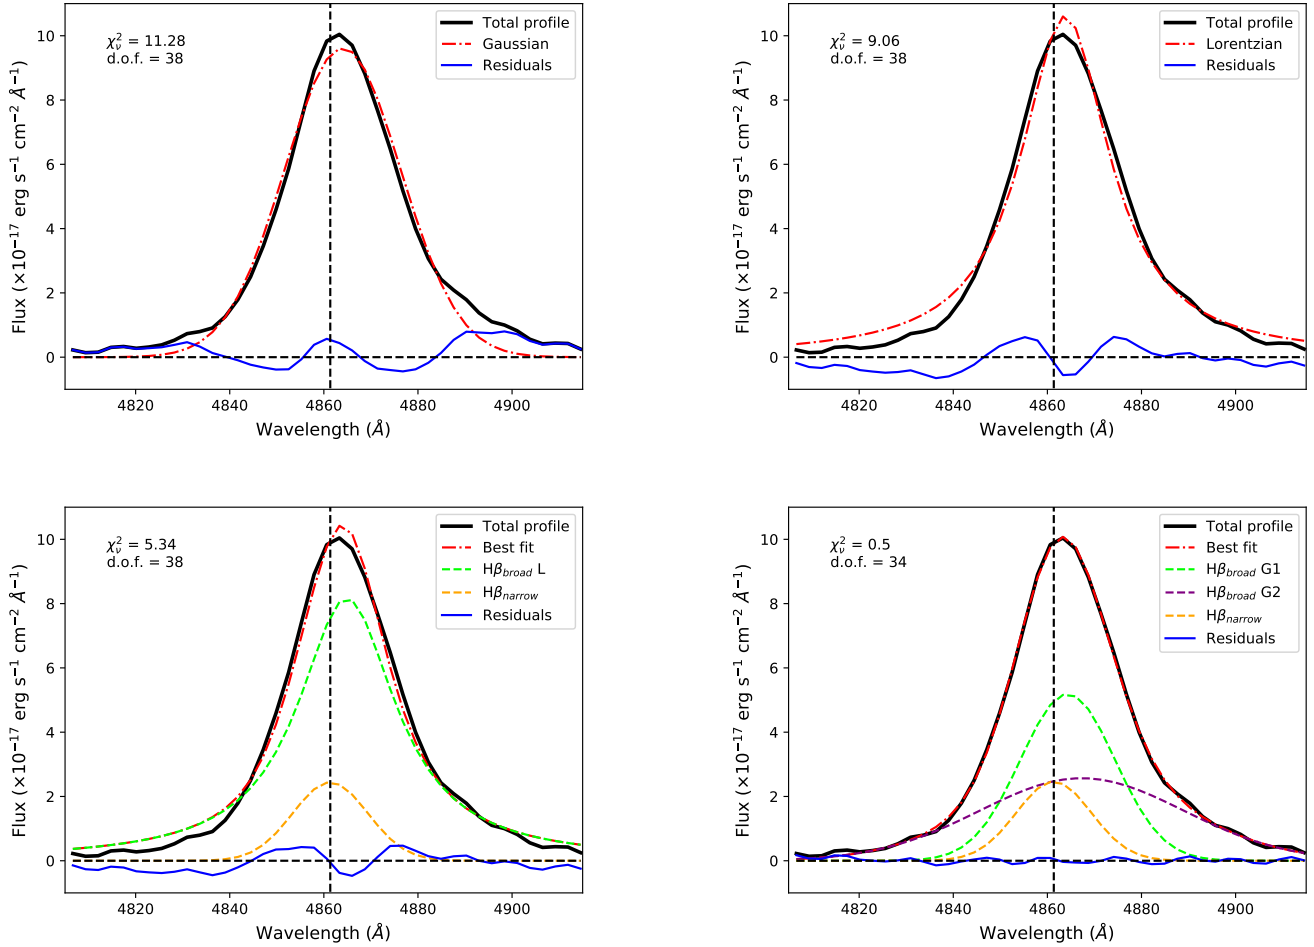 χ²ᵥ = 11.28
d.o.f. = 38
Total profile
Gaussian
Residuals
10
8
6
4
2
0
Flux (×10⁻¹⁷ erg s⁻¹ cm⁻² Å⁻¹)
4820 4840 4860 4880 4900
Wavelength (Å)
χ²ᵥ = 9.06
d.o.f. = 38
Total profile
Lorentzian
Residuals
10
8
6
4
2
0
Flux (×10⁻¹⁷ erg s⁻¹ cm⁻² Å⁻¹)
4820 4840 4860 4880 4900
Wavelength (Å)
χ²ᵥ = 5.34
d.o.f. = 38
Total profile
Best fit
Hβbroad L
Hβnarrow
Residuals
10
8
6
4
2
0
Flux (×10⁻¹⁷ erg s⁻¹ cm⁻² Å⁻¹)
4820 4840 4860 4880 4900
Wavelength (Å)
χ²ᵥ = 0.5
d.o.f. = 34
Total profile
Best fit
Hβbroad G1
Hβbroad G2
Hβnarrow
Residuals
10
8
6
4
2
0
Flux (×10⁻¹⁷ erg s⁻¹ cm⁻² Å⁻¹)
4820 4840 4860 4880 4900
Wavelength (Å)